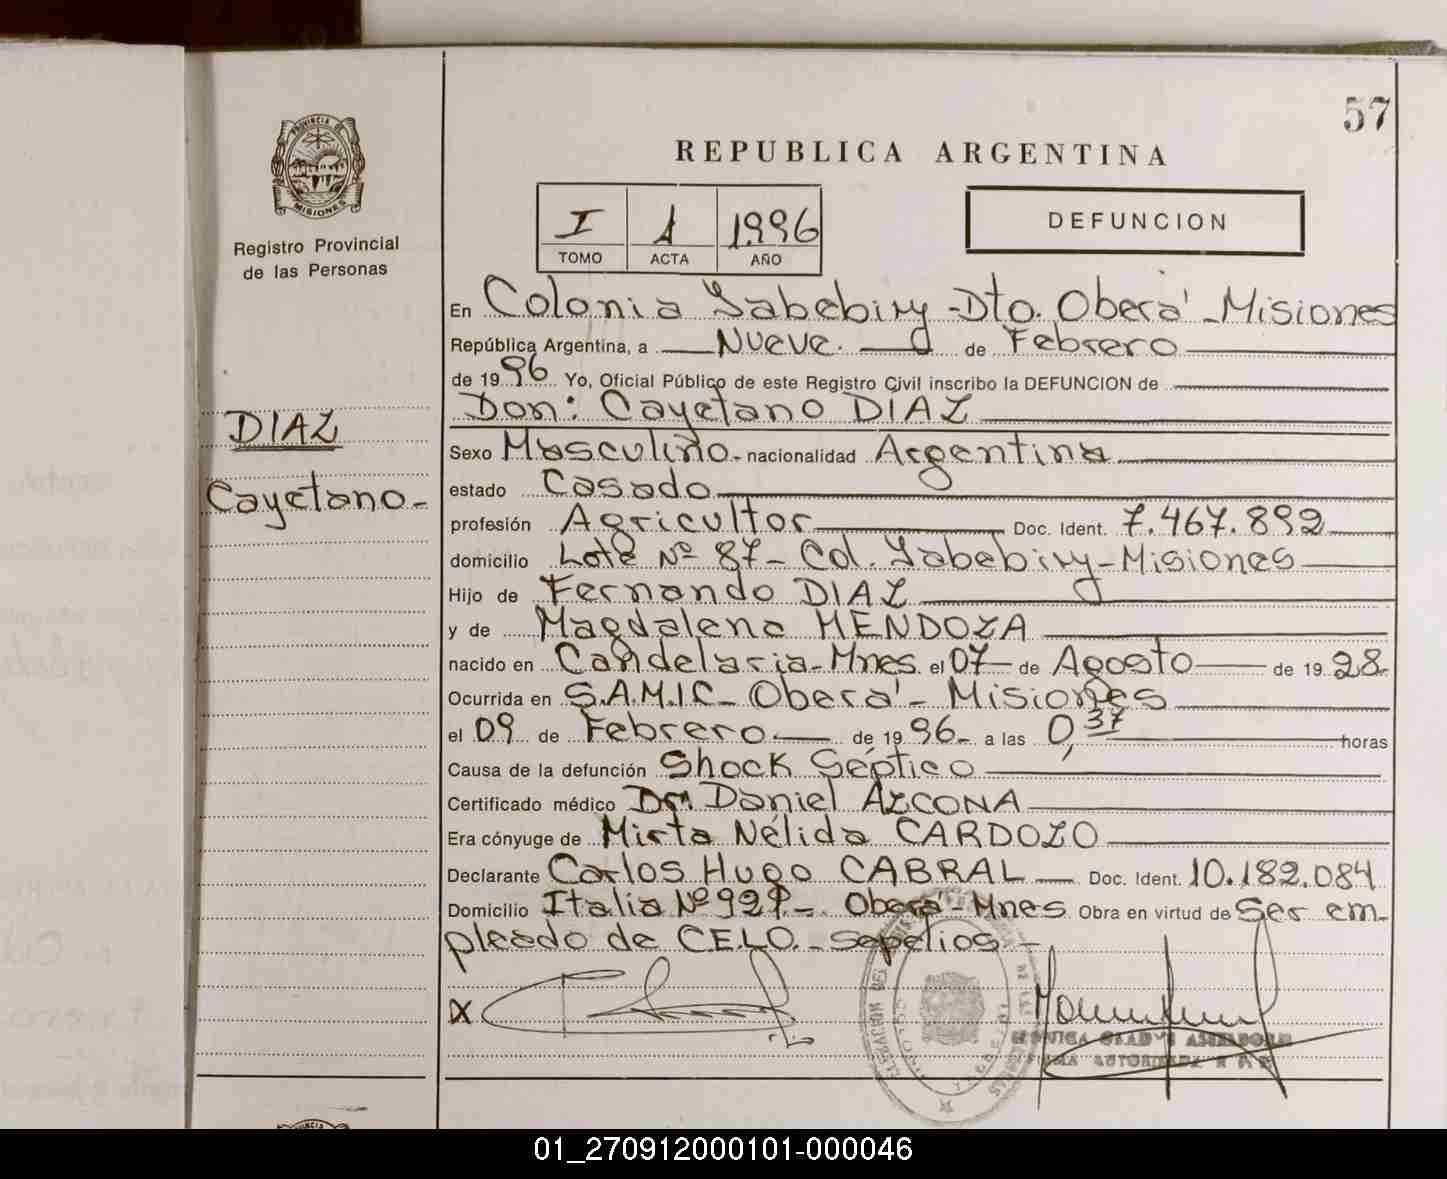 57
REPUBLICA ARGENTINA
PROVINCIA
MISIONES
Registro Provincial
de las Personas
I 1 1996
TOMO ACTA AÑO
DEFUNCION
En Colonia Yabebiry - Dto. Oberá - Misiones
República Argentina, a Nueve. de Febrero
de 1996 Yo, Oficial Público de este Registro Civil inscribo la DEFUNCION de
DIAZ
Cayetano-
Don: Cayetano DIAZ
Sexo Masculino- nacionalidad Argentina
estado Casado
profesión Agricultor Doc. Ident. 7.467.892
domicilio Lote Nº 87- Col. Yabebiry-Misiones
Hijo de Fernando DIAZ
y de Magdalena MENDOZA
nacido en Candelaria-Mnes. el 07 de Agosto de 1928-
Ocurrida en S.A.M.I.C- Oberá - Misiones
el 09 de Febrero de 1996- a las 0,37 horas
Causa de la defunción Shock Séptico
Certificado médico Dr. Daniel AZCONA
Era cónyuge de Mirta Nélida CARDOZO
Declarante Carlos Hugo CABRAL Doc. Ident. 10.182.084
Domicilio Italia Nº 929- Oberá-Mnes Obra en virtud de Ser em-
pleado de C.E.L.O. - sepelios -
X
01_270912000101-000046